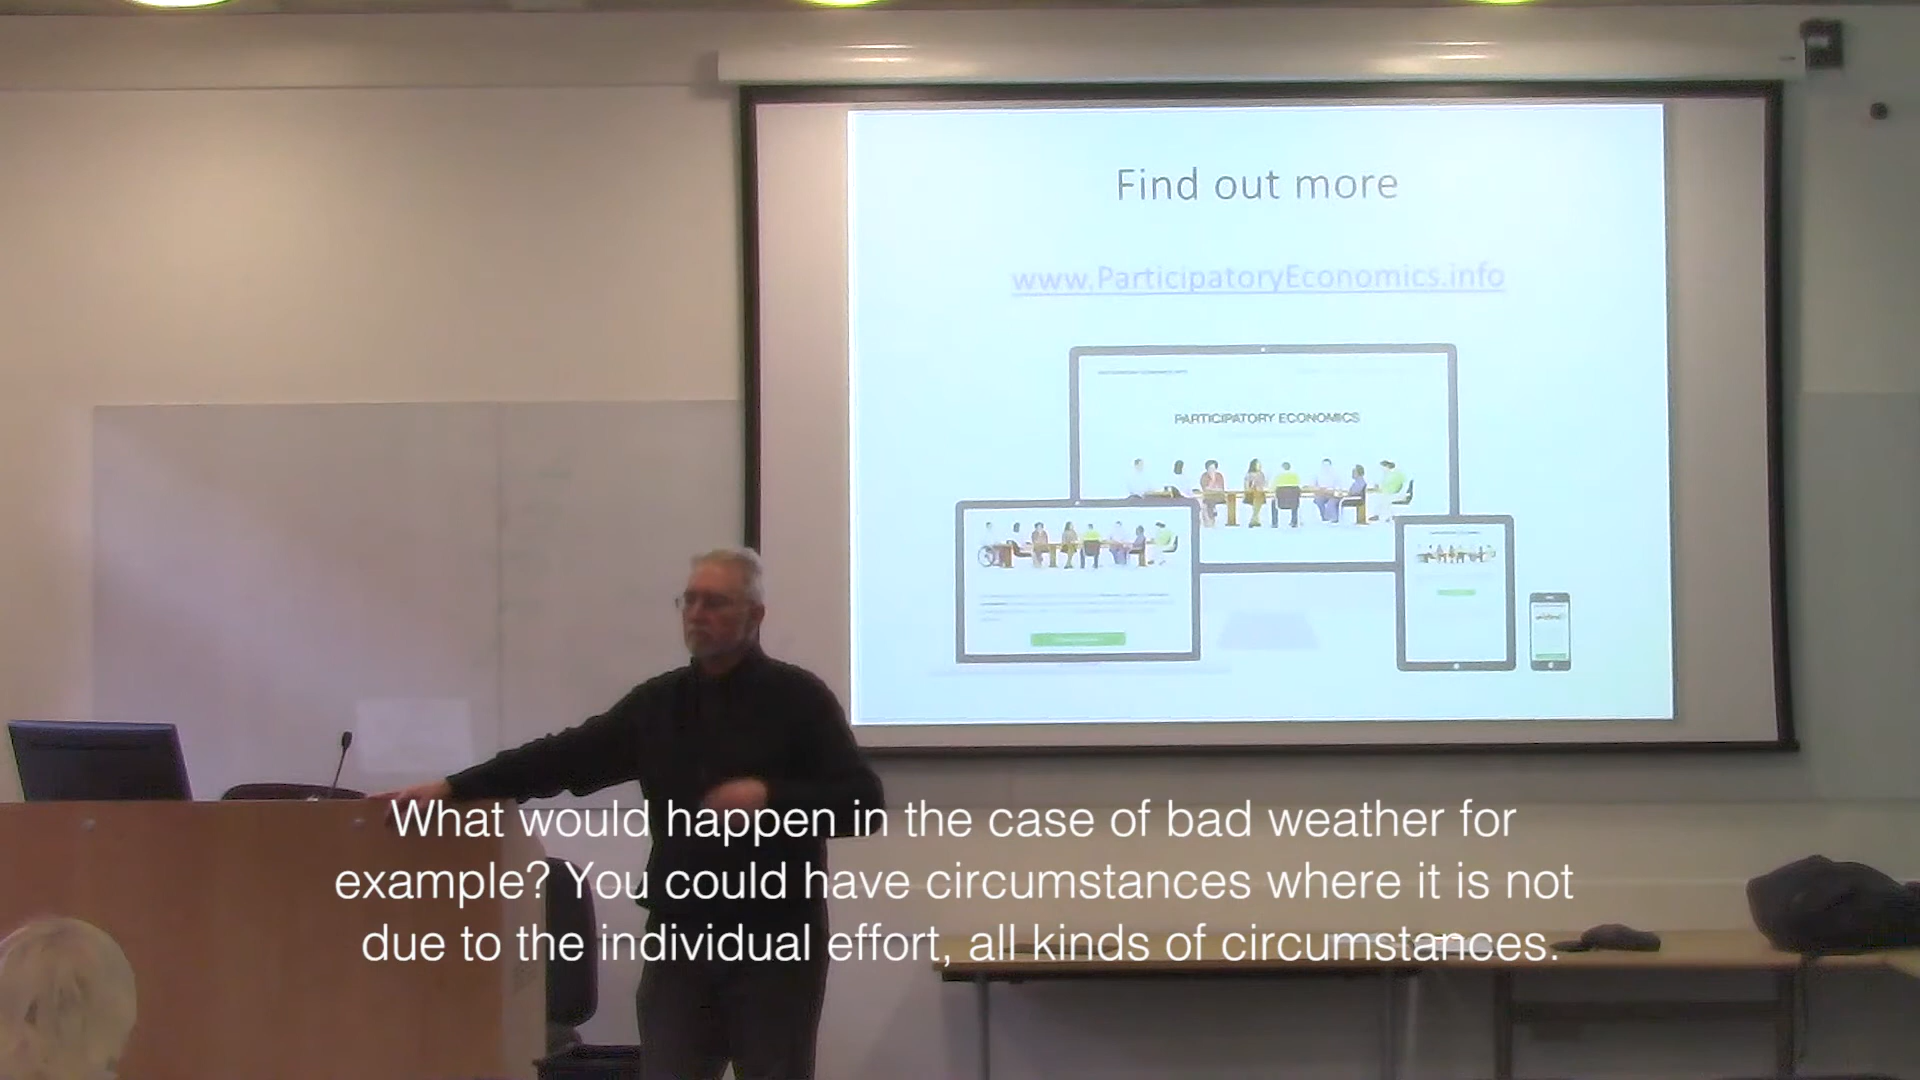 Find out more
www.ParticipatoryEconomics.info
PARTICIPATORY ECONOMICS
What would happen in the case of bad weather for
example? You could have circumstances where it is not
due to the individual effort, all kinds of circumstances.